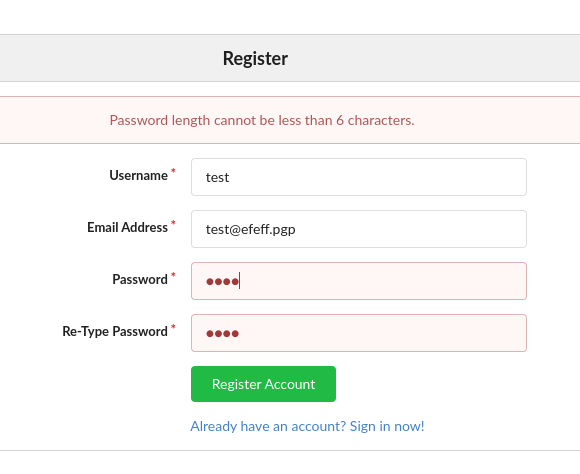 Register
Password length cannot be less than 6 characters.
Username *
test
Email Address *
test@efeff.pgp
Password *
●●●●
Re-Type Password *
●●●●
Register Account
Already have an account? Sign in now!